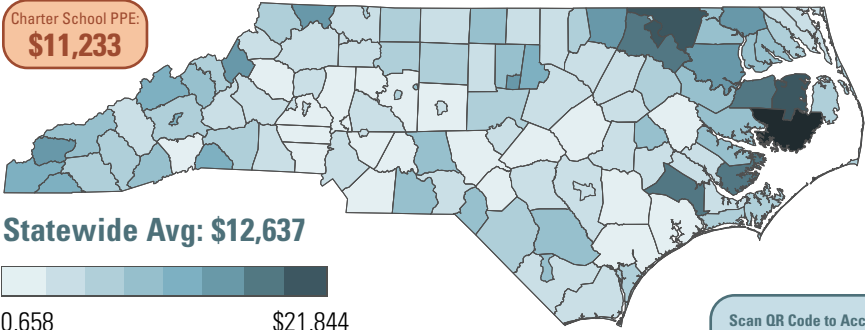 Charter School PPE:
$11,233
Statewide Avg: $12,637
0,658 $21,844
Scan QR Code to Acc